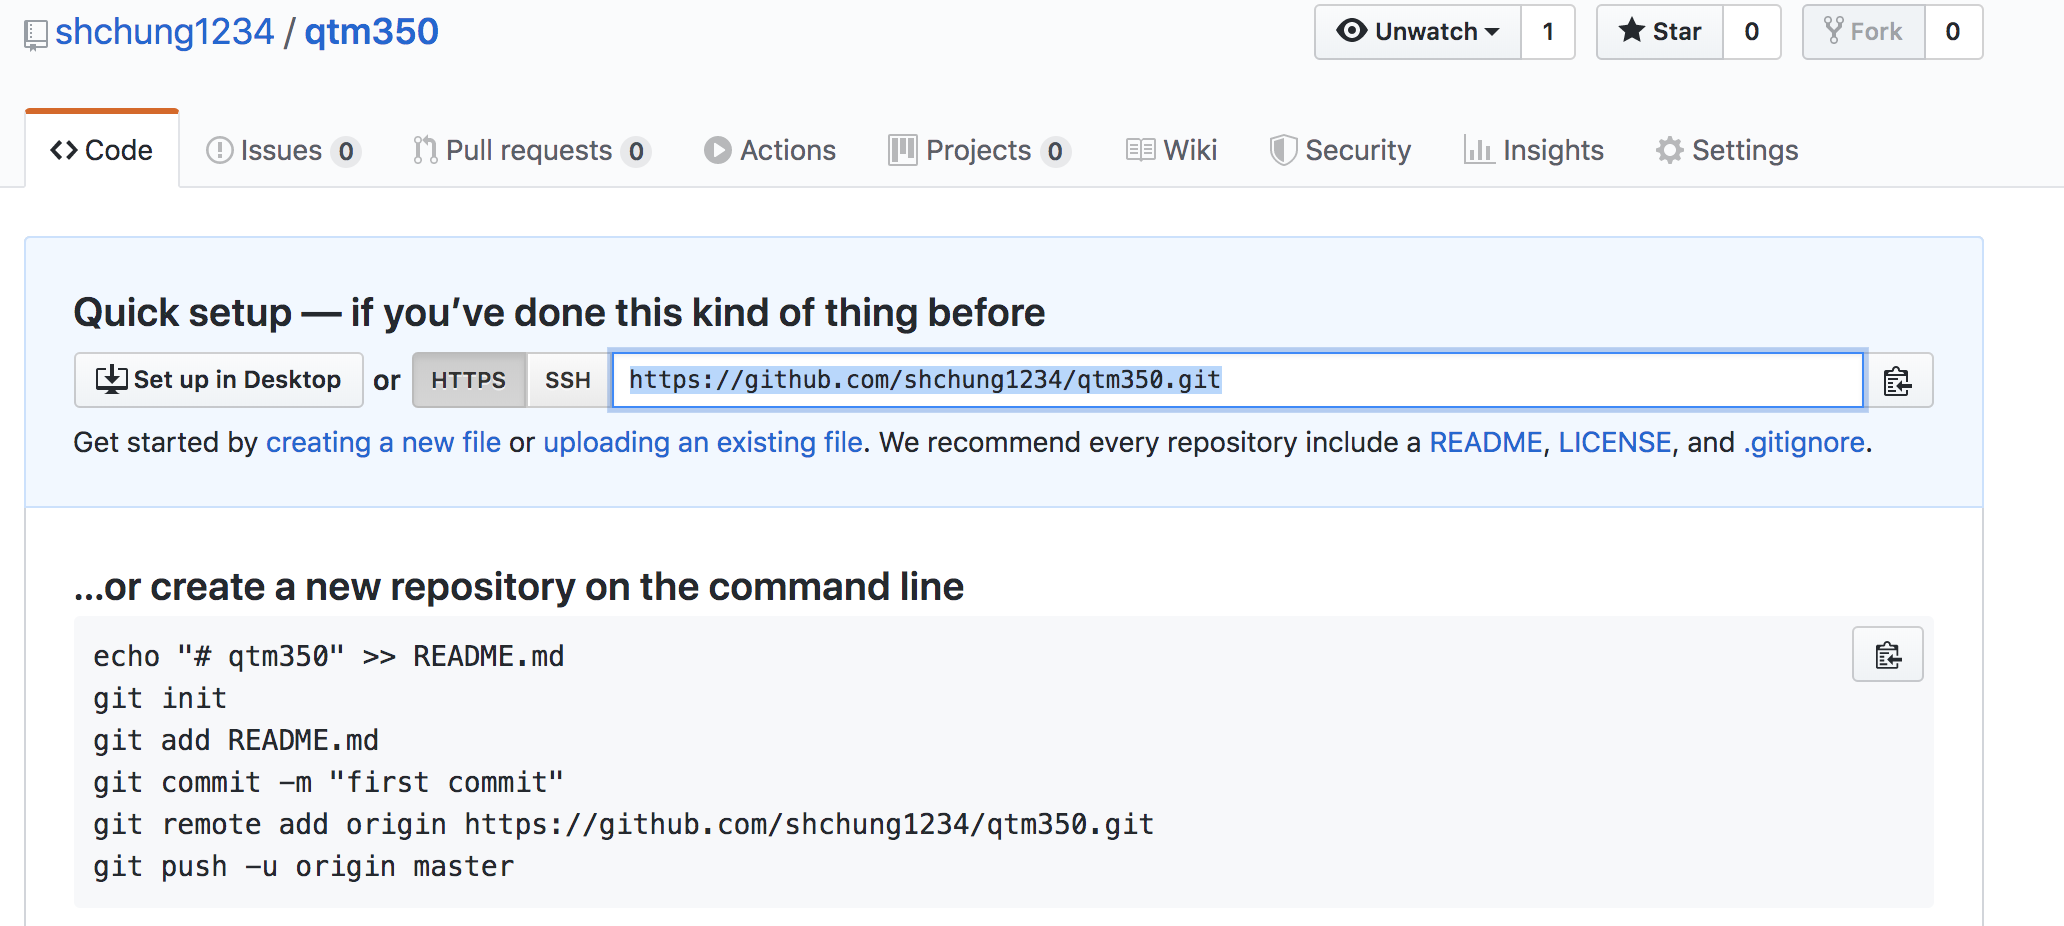 shchung1234 / qtm350
Unwatch 1 Star 0 Fork 0
Code Issues 0 Pull requests 0 Actions Projects 0 Wiki Security Insights Settings
Quick setup — if you’ve done this kind of thing before
Set up in Desktop or HTTPS SSH https://github.com/shchung1234/qtm350.git
Get started by creating a new file or uploading an existing file. We recommend every repository include a README, LICENSE, and .gitignore.
…or create a new repository on the command line
echo "# qtm350" >> README.md
git init
git add README.md
git commit -m "first commit"
git remote add origin https://github.com/shchung1234/qtm350.git
git push -u origin master